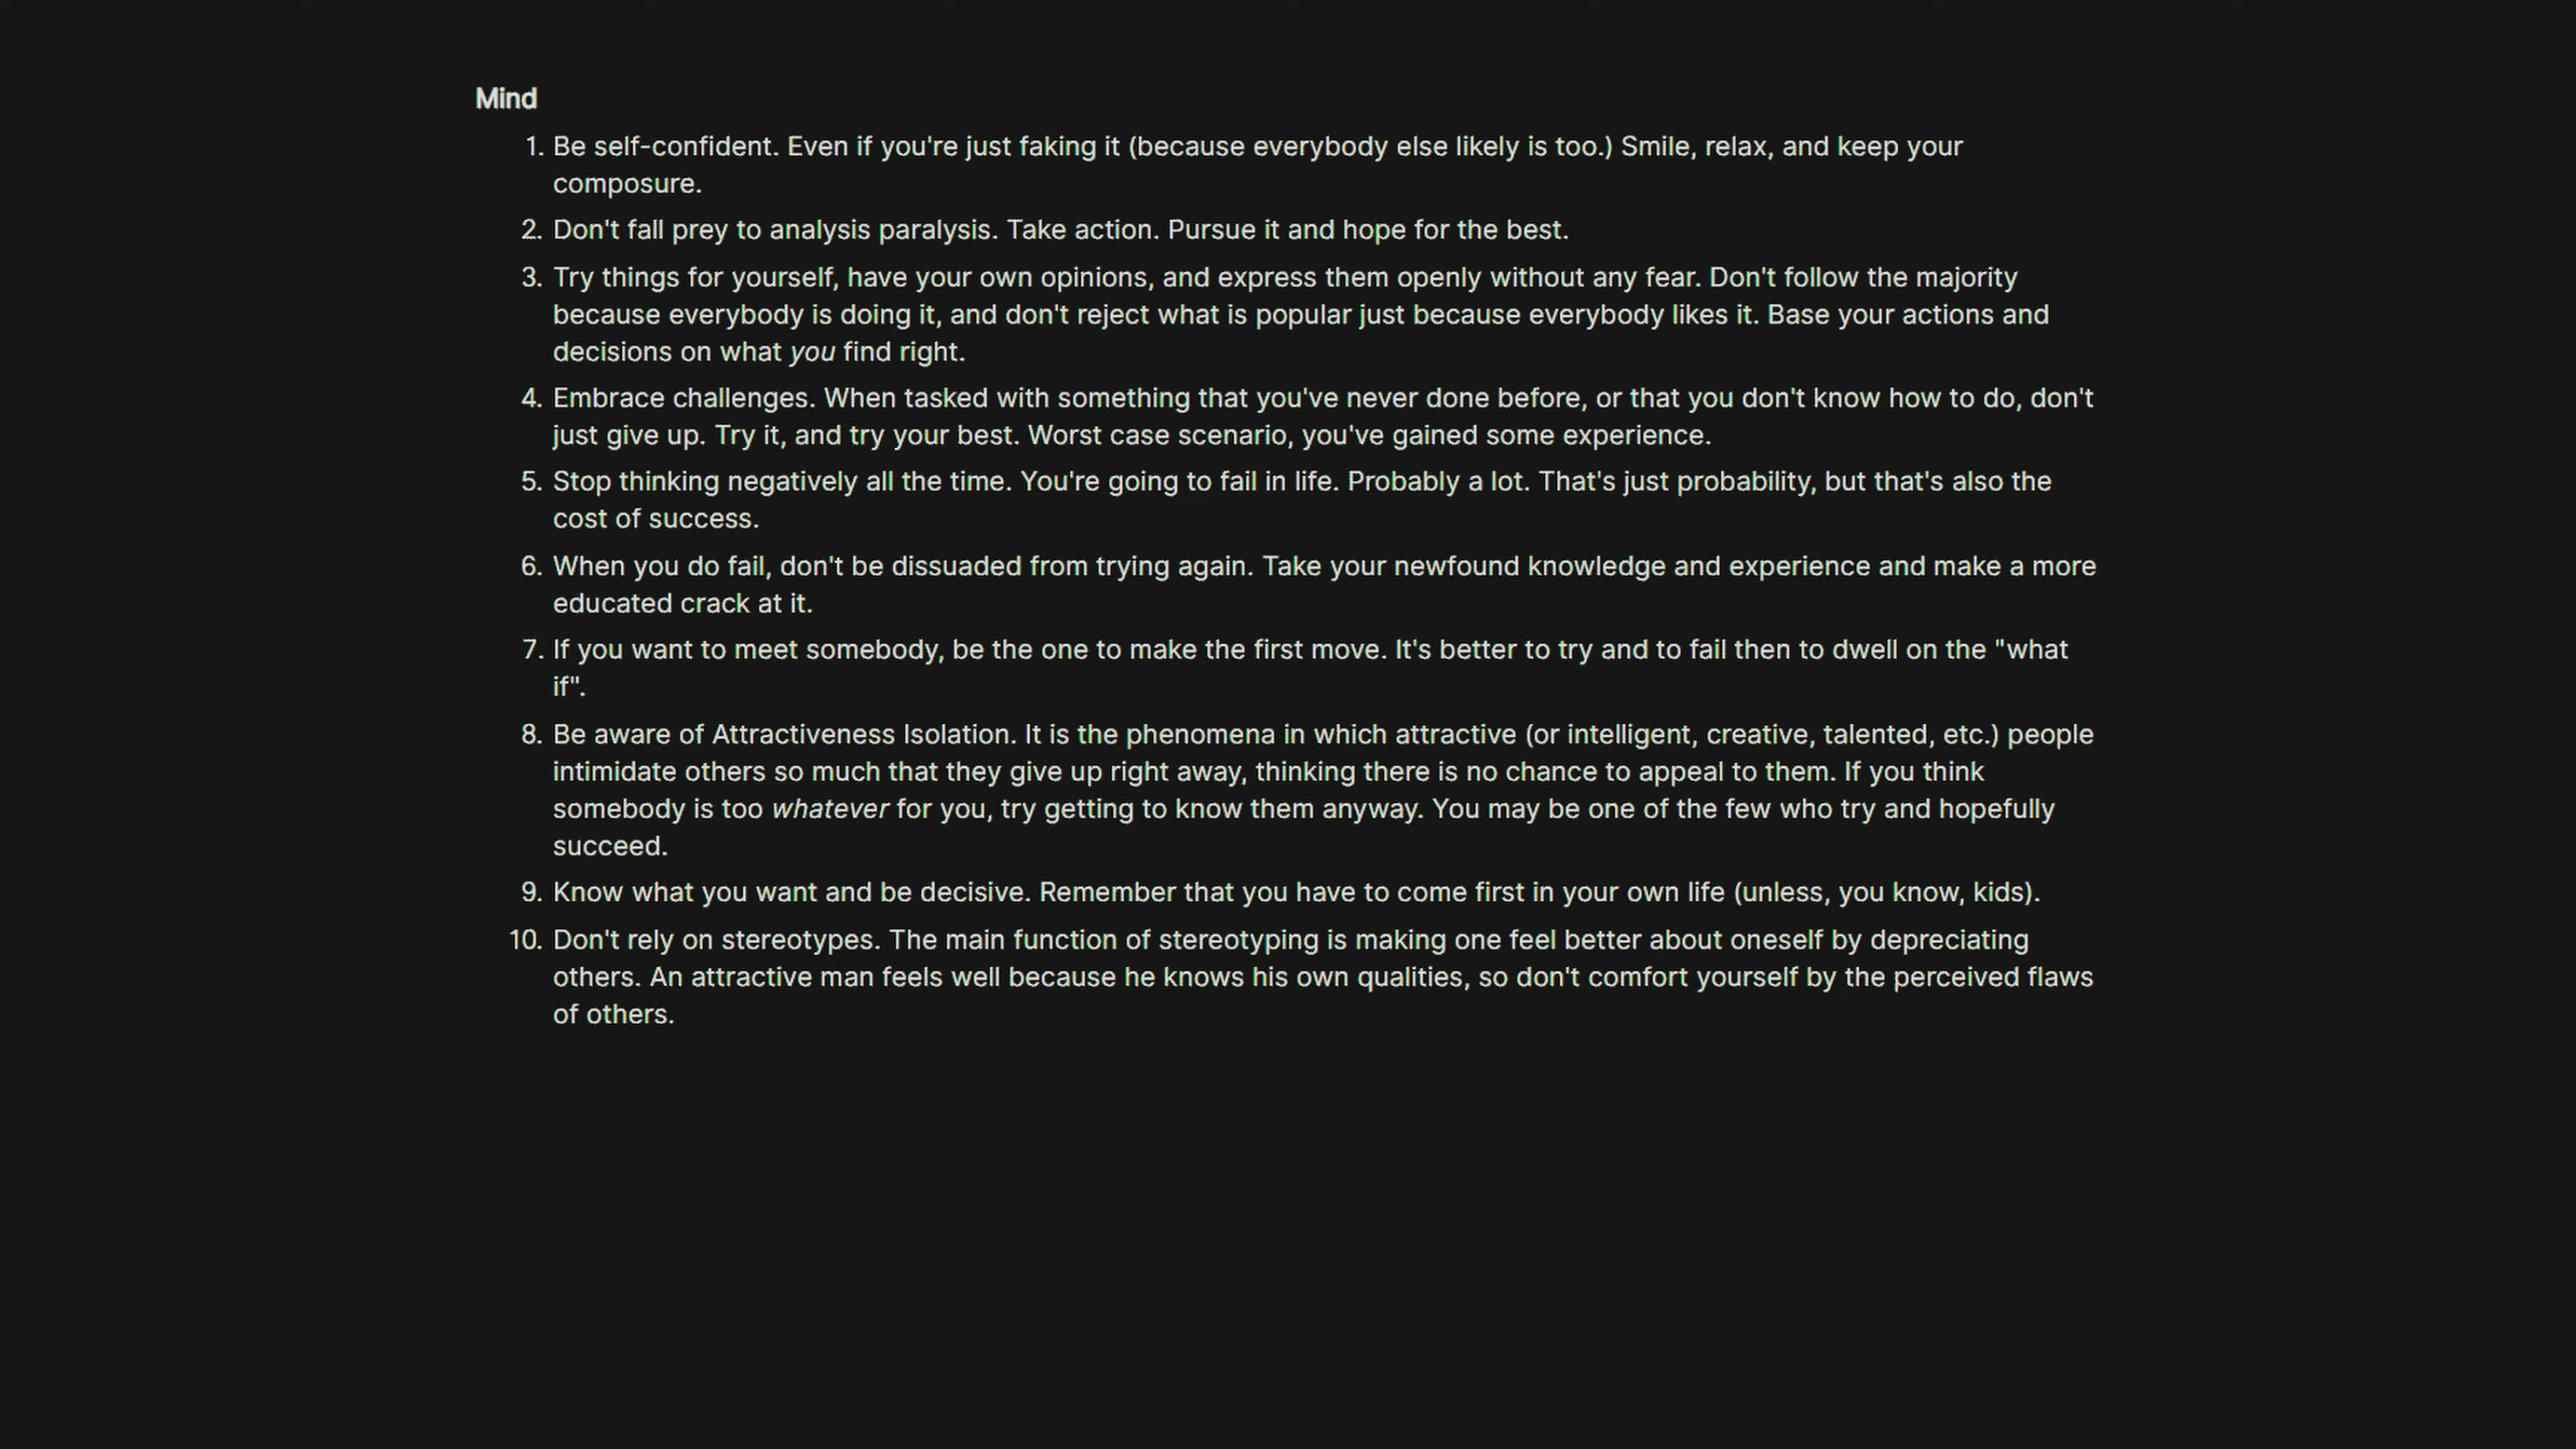 Mind
1. Be self-confident. Even if you're just faking it (because everybody else likely is too.) Smile, relax, and keep your
composure.
2. Don't fall prey to analysis paralysis. Take action. Pursue it and hope for the best.
3. Try things for yourself, have your own opinions, and express them openly without any fear. Don't follow the majority
because everybody is doing it, and don't reject what is popular just because everybody likes it. Base your actions and
decisions on what you find right.
4. Embrace challenges. When tasked with something that you've never done before, or that you don't know how to do, don't
just give up. Try it, and try your best. Worst case scenario, you've gained some experience.
5. Stop thinking negatively all the time. You're going to fail in life. Probably a lot. That's just probability, but that's also the
cost of success.
6. When you do fail, don't be dissuaded from trying again. Take your newfound knowledge and experience and make a more
educated crack at it.
7. If you want to meet somebody, be the one to make the first move. It's better to try and to fail then to dwell on the "what
if".
8. Be aware of Attractiveness Isolation. It is the phenomena in which attractive (or intelligent, creative, talented, etc.) people
intimidate others so much that they give up right away, thinking there is no chance to appeal to them. If you think
somebody is too whatever for you, try getting to know them anyway. You may be one of the few who try and hopefully
succeed.
9. Know what you want and be decisive. Remember that you have to come first in your own life (unless, you know, kids).
10. Don't rely on stereotypes. The main function of stereotyping is making one feel better about oneself by depreciating
others. An attractive man feels well because he knows his own qualities, so don't comfort yourself by the perceived flaws
of others.